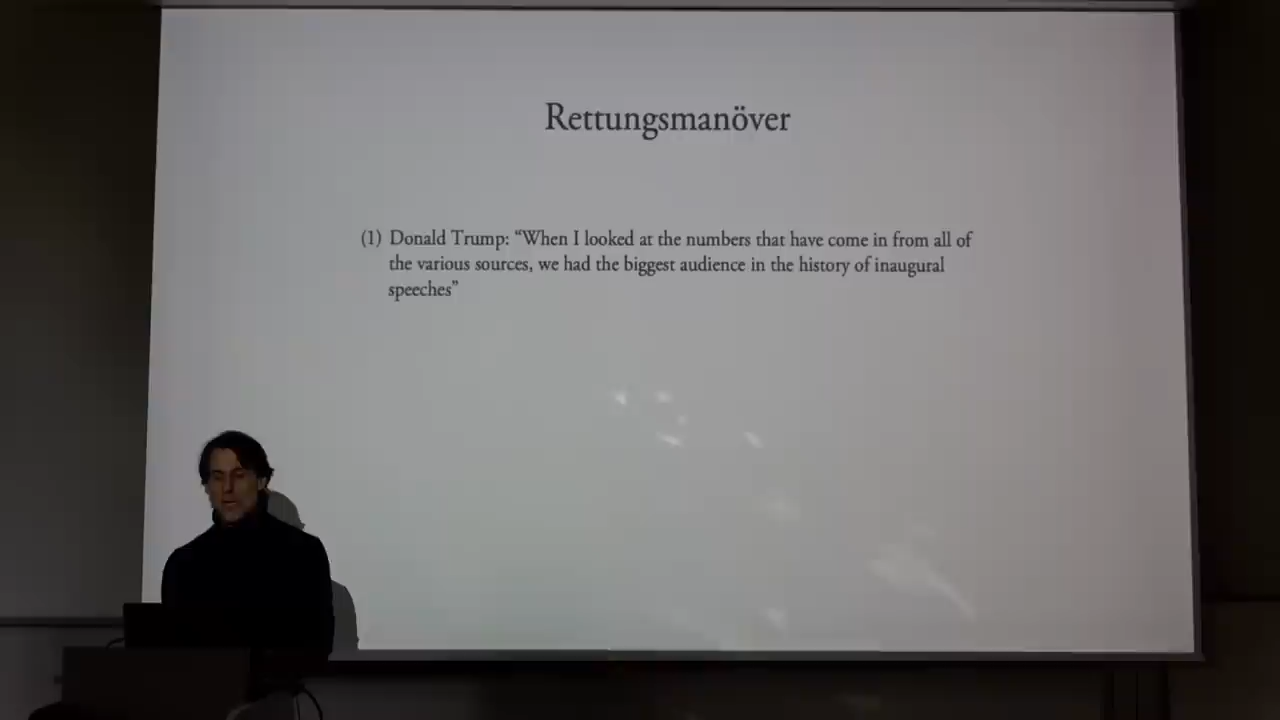 Rettungsmanöver
(1) Donald Trump: “When I looked at the numbers that have come in from all of
the various sources, we had the biggest audience in the history of inaugural
speeches”